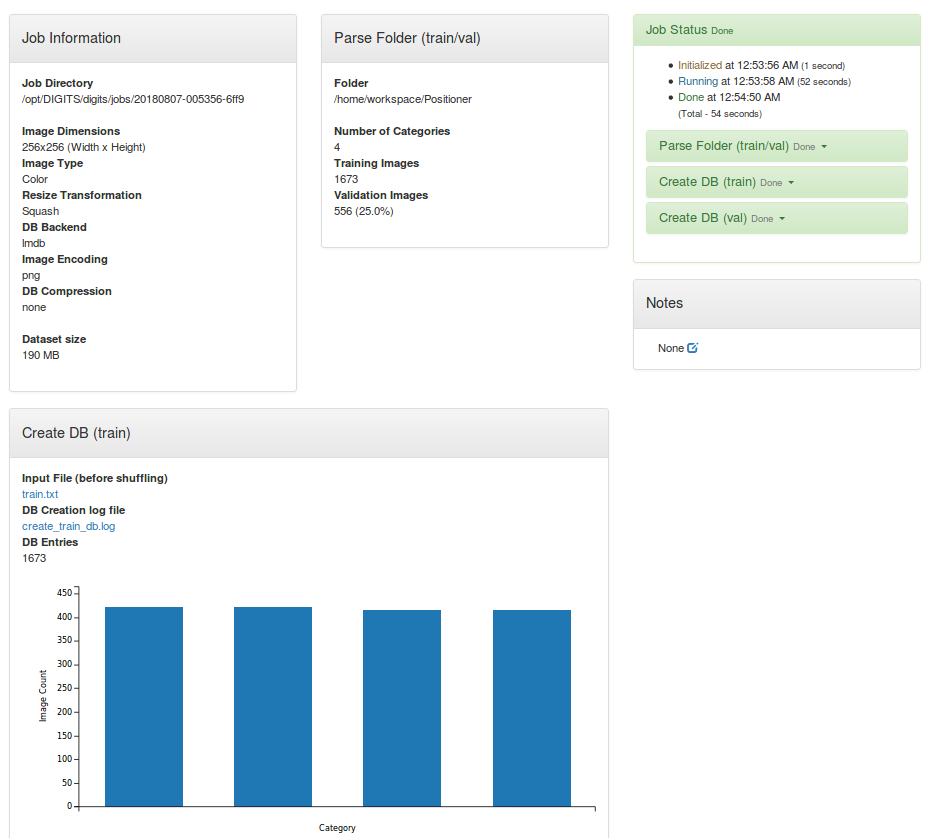 Job Information
Job Directory
/opt/DIGITS/digits/jobs/20180807-005356-6ff9
Image Dimensions
256x256 (Width x Height)
Image Type
Color
Resize Transformation
Squash
DB Backend
lmdb
Image Encoding
png
DB Compression
none
Dataset size
190 MB
Parse Folder (train/val)
Folder
/home/workspace/Positioner
Number of Categories
4
Training Images
1673
Validation Images
556 (25.0%)
Job Status Done
Initialized at 12:53:56 AM (1 second)
Running at 12:53:58 AM (52 seconds)
Done at 12:54:50 AM
(Total - 54 seconds)
Parse Folder (train/val) Done
Create DB (train) Done
Create DB (val) Done
Notes
None
Create DB (train)
Input File (before shuffling)
train.txt
DB Creation log file
create_train_db.log
DB Entries
1673
450
400
350
300
250
200
150
100
50
0
Image Count
Category